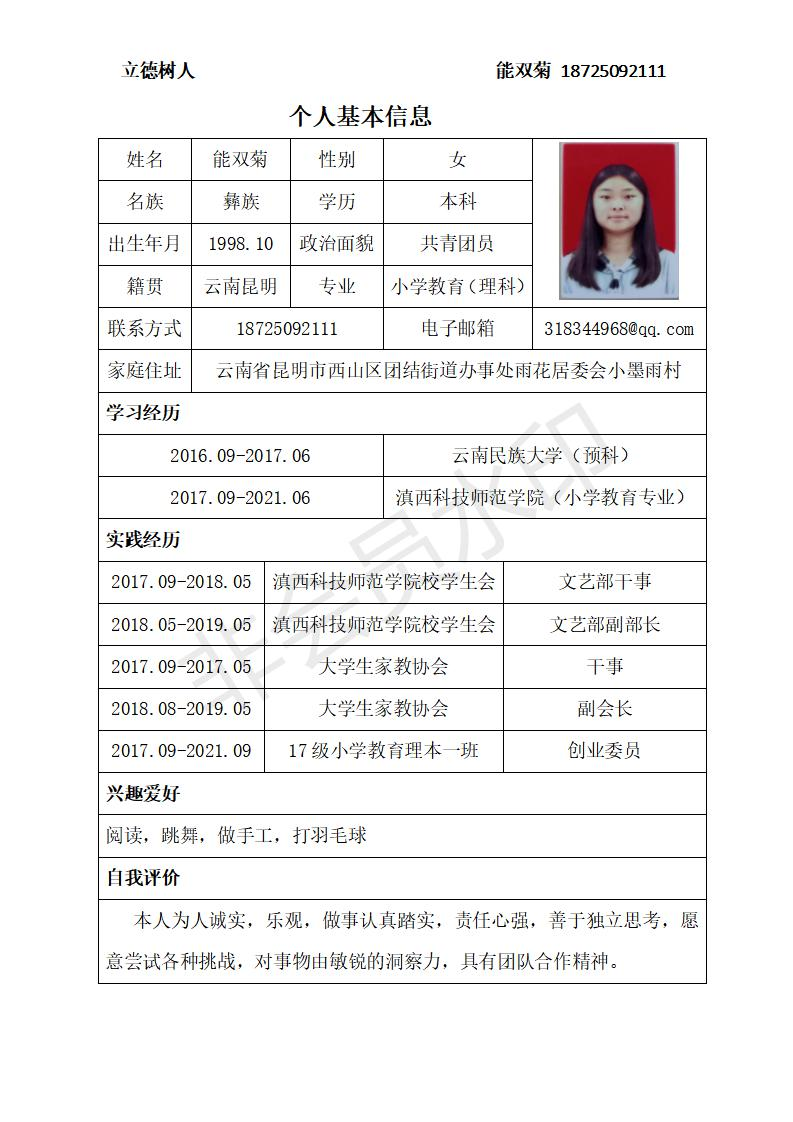 立德树人 能双菊 18725092111
个人基本信息
姓名 能双菊 性别 女
名族 彝族 学历 本科
出生年月 1998.10 政治面貌 共青团员
籍贯 云南昆明 专业 小学教育（理科）
联系方式 18725092111 电子邮箱 318344968@qq.com
家庭住址 云南省昆明市西山区团结街道办事处雨花居委会小墨雨村
学习经历
2016.09-2017.06 云南民族大学（预科）
2017.09-2021.06 滇西科技师范学院（小学教育专业）
实践经历
2017.09-2018.05 滇西科技师范学院校学生会 文艺部干事
2018.05-2019.05 滇西科技师范学院校学生会 文艺部副部长
2017.09-2017.05 大学生家教协会 干事
2018.08-2019.05 大学生家教协会 副会长
2017.09-2021.09 17级小学教育理本一班 创业委员
兴趣爱好
阅读，跳舞，做手工，打羽毛球
自我评价
本人为人诚实，乐观，做事认真踏实，责任心强，善于独立思考，愿
意尝试各种挑战，对事物由敏锐的洞察力，具有团队合作精神。
非会员水印